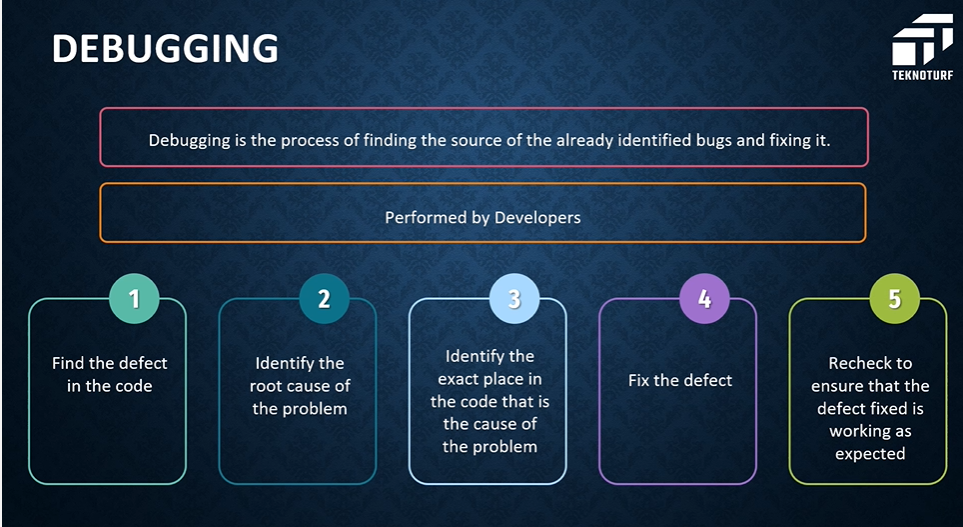 DEBUGGING
TEKNOTURF
Debugging is the process of finding the source of the already identified bugs and fixing it.
Performed by Developers
1
Find the defect
in the code
2
Identify the
root cause of
the problem
3
Identify the
exact place in
the code that is
the cause of
the problem
4
Fix the defect
5
Recheck to
ensure that the
defect fixed is
working as
expected